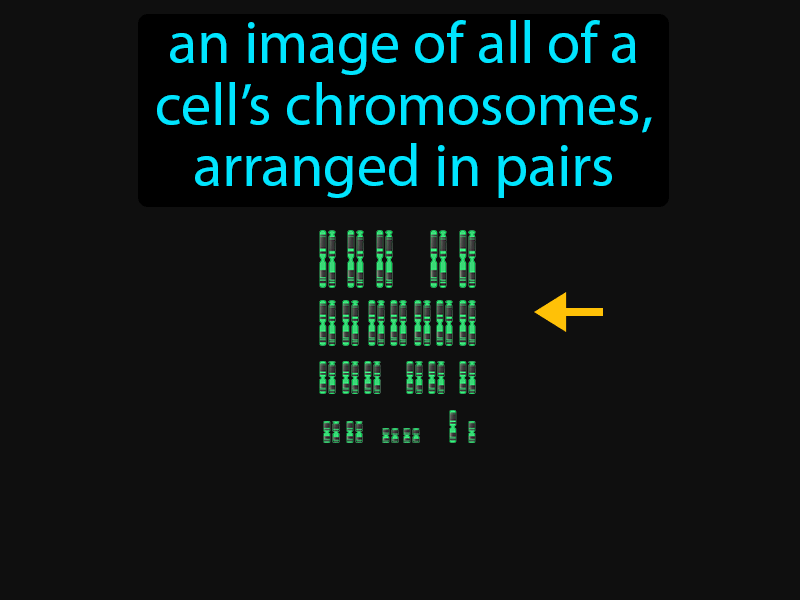 an image of all of a
cell’s chromosomes,
arranged in pairs